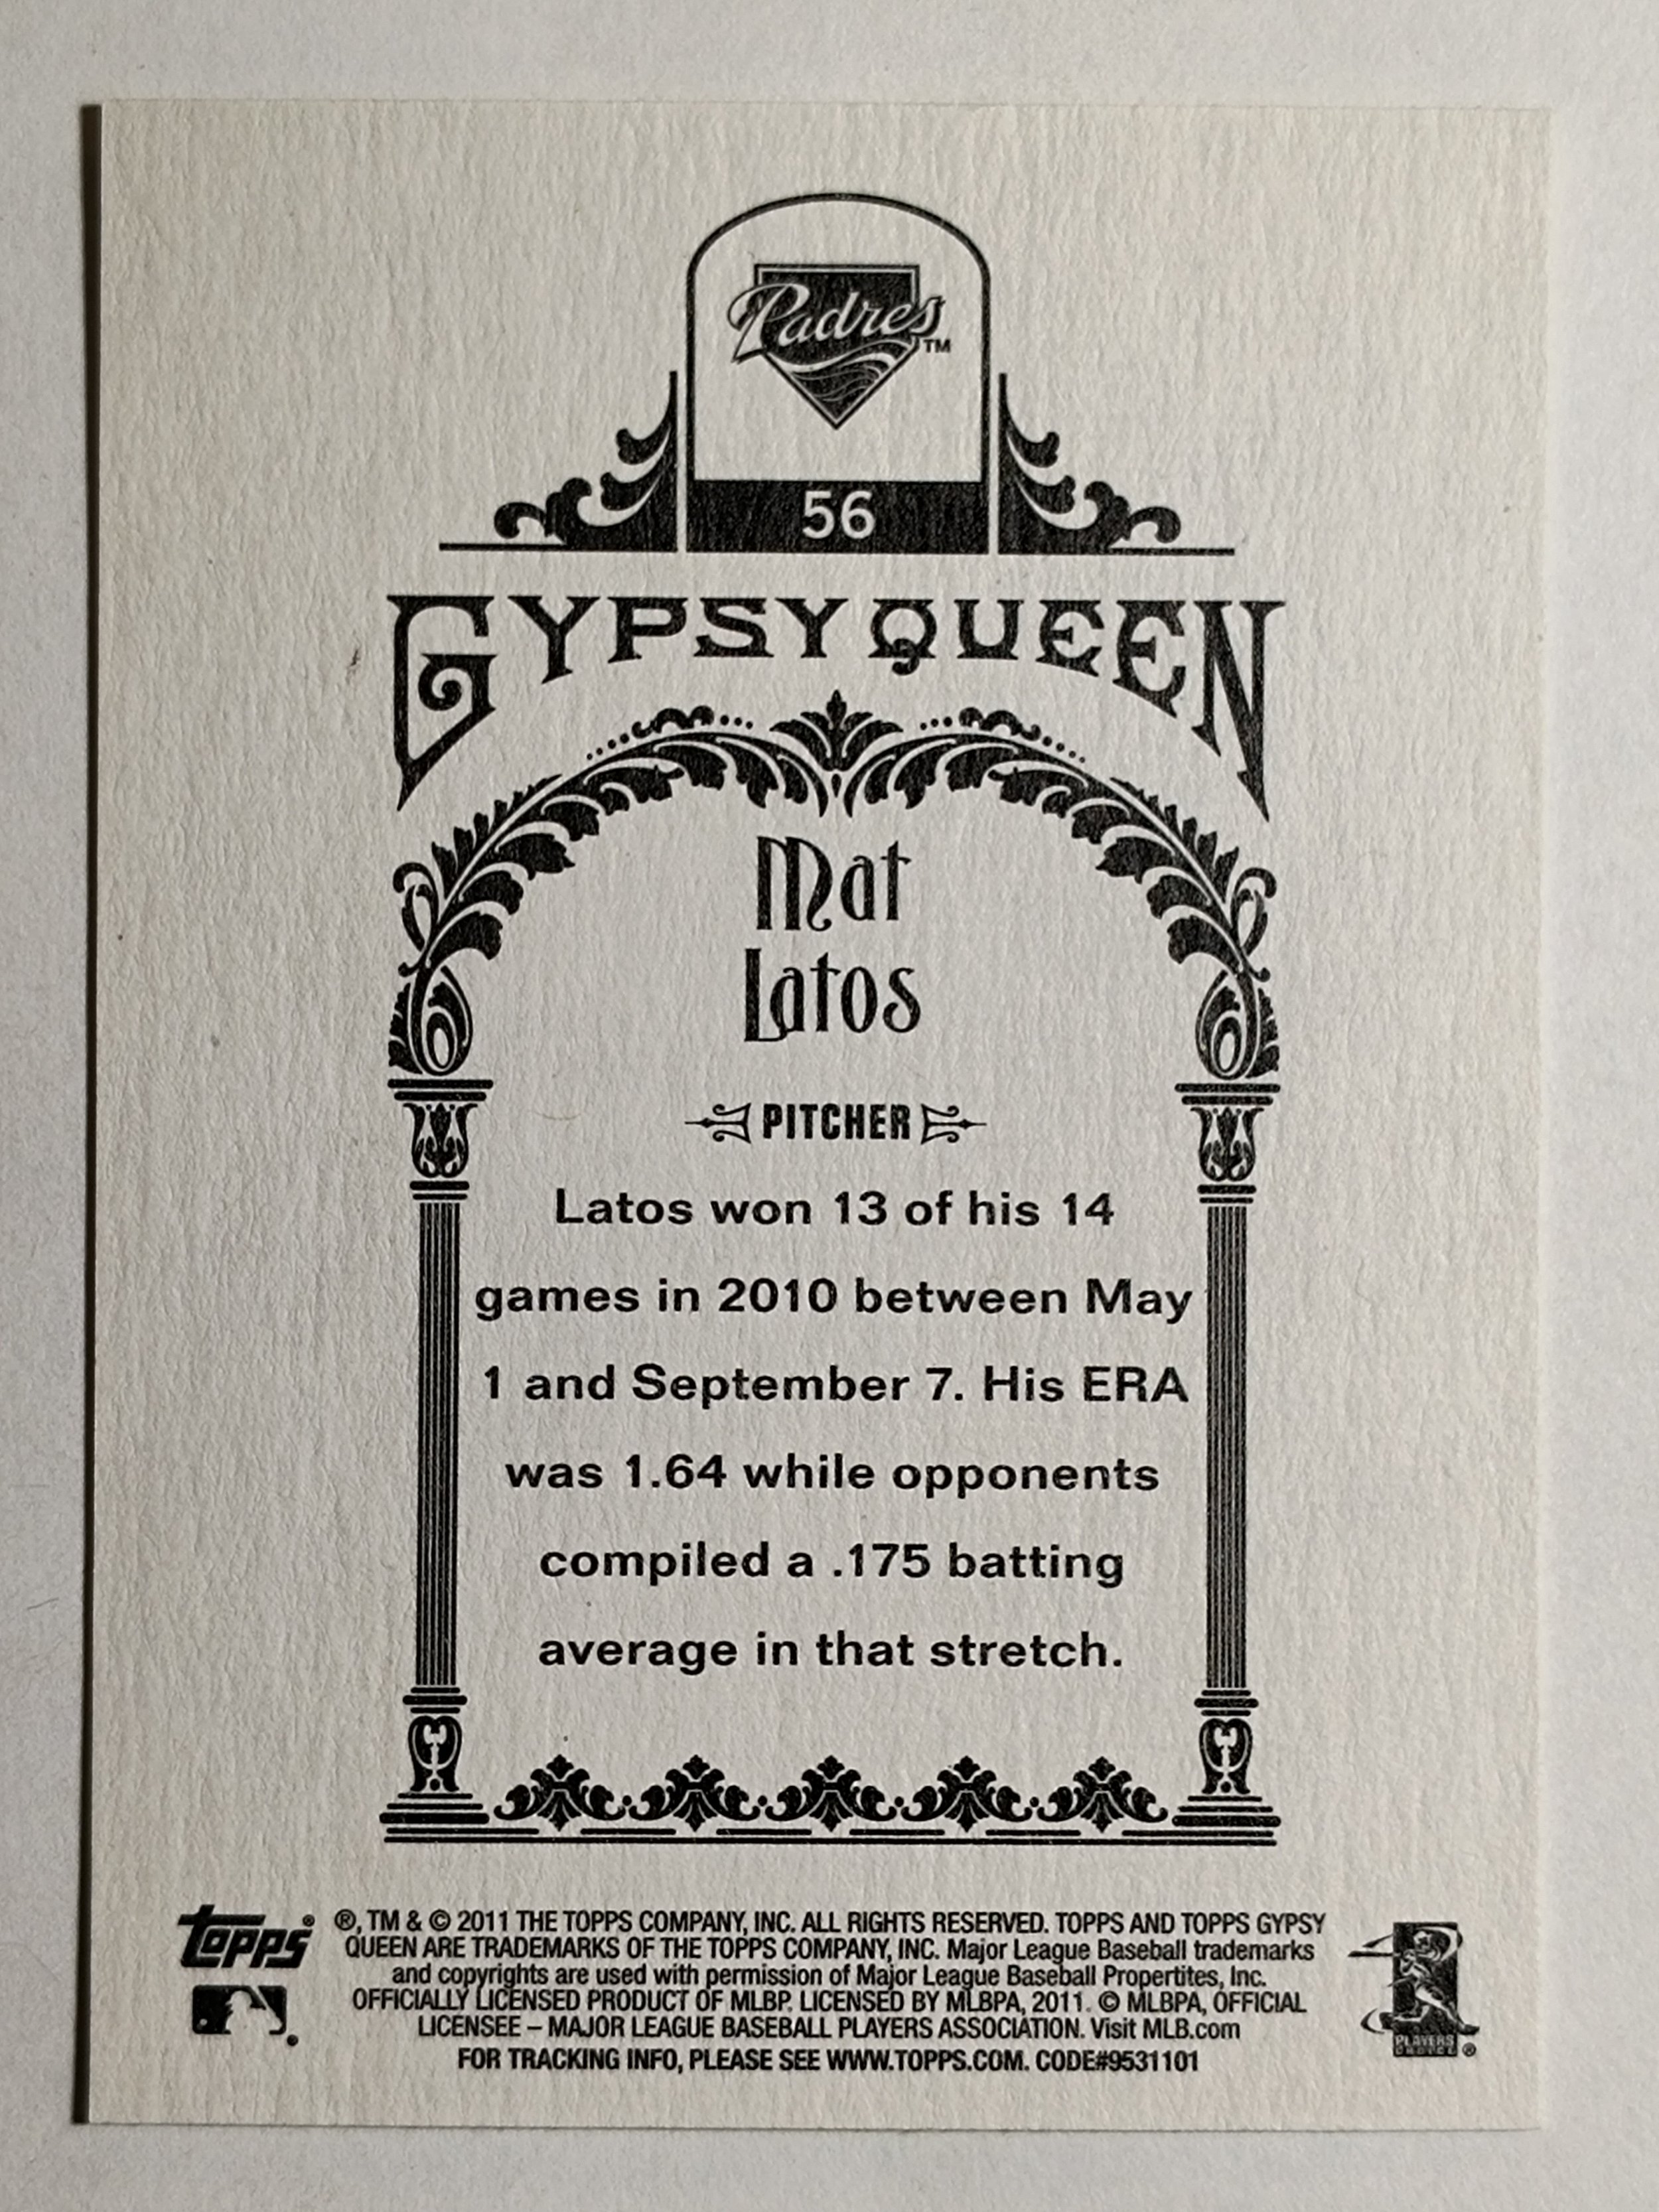 Padres™
56
GYPSY QUEEN
Mat
Latos
PITCHER
Latos won 13 of his 14
games in 2010 between May
1 and September 7. His ERA
was 1.64 while opponents
compiled a .175 batting
average in that stretch.
topps®
®, TM & © 2011 THE TOPPS COMPANY, INC. ALL RIGHTS RESERVED. TOPPS AND TOPPS GYPSY
QUEEN ARE TRADEMARKS OF THE TOPPS COMPANY, INC. Major League Baseball trademarks
and copyrights are used with permission of Major League Baseball Propertites, Inc.
OFFICIALLY LICENSED PRODUCT OF MLBP. LICENSED BY MLBPA, 2011. © MLBPA, OFFICIAL
LICENSEE – MAJOR LEAGUE BASEBALL PLAYERS ASSOCIATION. Visit MLB.com
FOR TRACKING INFO, PLEASE SEE WWW.TOPPS.COM. CODE#9531101
PLAYERS
CHOICE ®